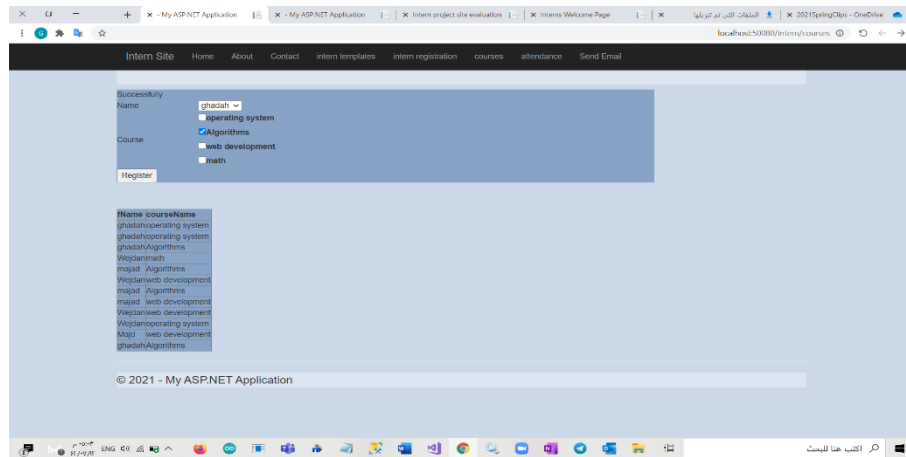 - My ASP.NET Application
- My ASP.NET Application
Intern project site evaluation
Interns Welcome Page
الملفات التي تم تنزيلها
2021SpringClips - OneDrive
localhost:50080/intern/courses
Intern Site Home About Contact intern templates intern registration courses attendance Send Email
Successfully
Name ghadah
operating system
Algorithms
Course
web development
math
Register
fName courseName
ghadah operating system
ghadah operating system
ghadah Algorithms
Wejdan math
majad Algorithms
Wejdan web development
majad Algorithms
majad web development
Wejdan web development
Wejdan operating system
Majd web development
ghadah Algorithms
© 2021 - My ASP.NET Application
ENG
اكتب هنا للبحث